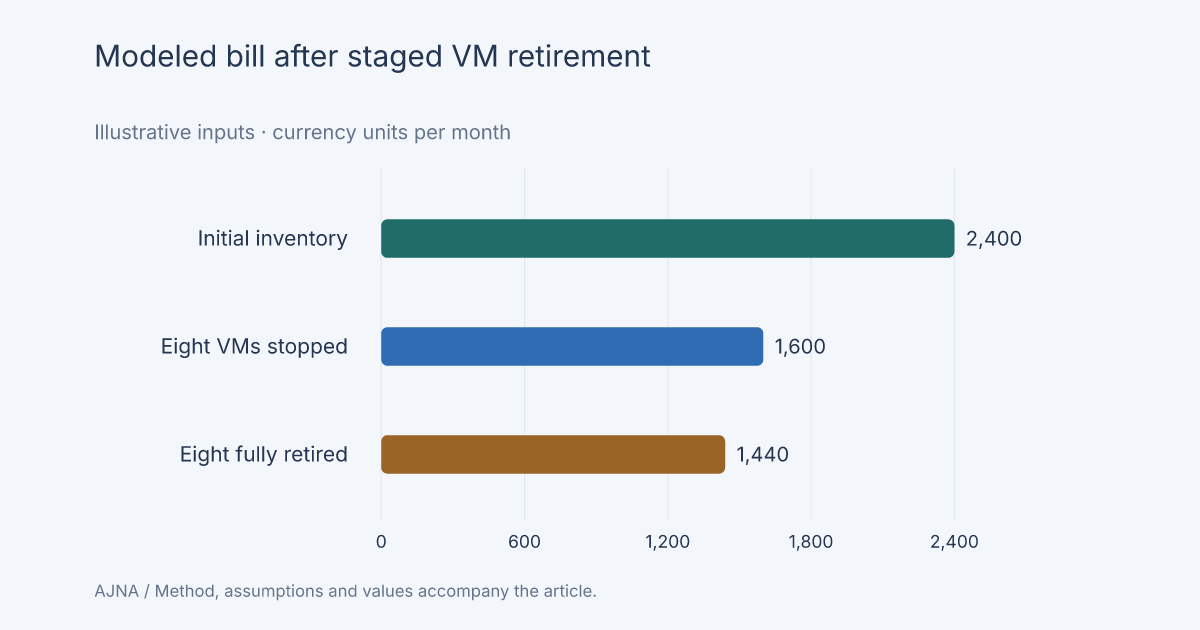 Modeled bill after staged VM retirement
Illustrative inputs · currency units per month
Initial inventory 2,400
Eight VMs stopped 1,600
Eight fully retired 1,440
0 600 1,200 1,800 2,400
AJNA / Method, assumptions and values accompany the article.